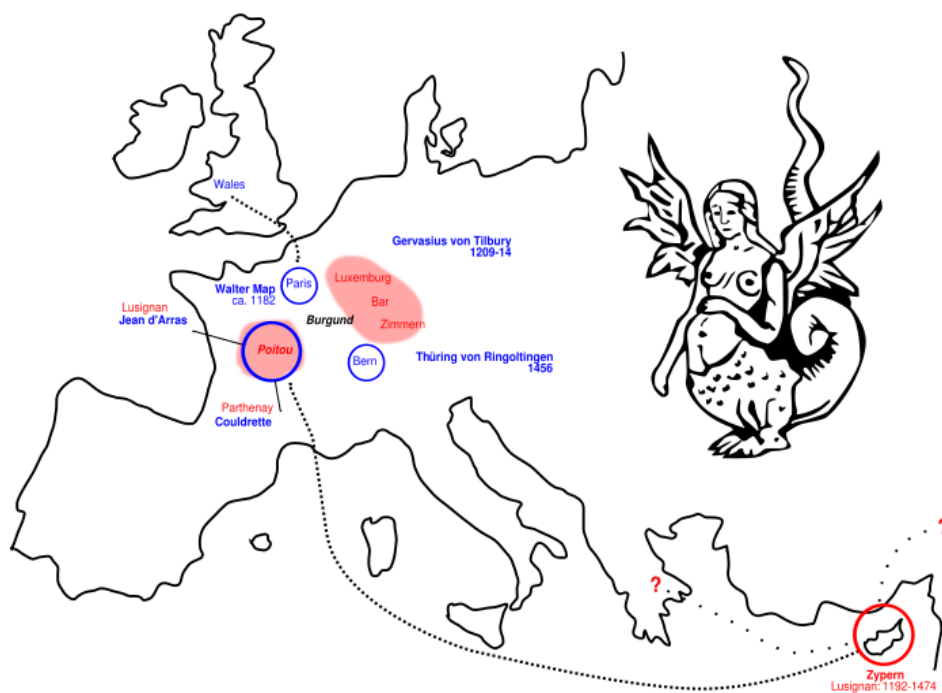 Wales
Gervasius von Tilbury
1209-14
Luxemburg
Paris
Walter Map
ca. 1182
Bar
Lusignan
Jean d'Arras
Burgund
Zimmern
Poitou
Bern
Thüring von Ringoltingen
1456
Parthenay
Couldrette
?
?
Zypern
Lusignan: 1192-1474